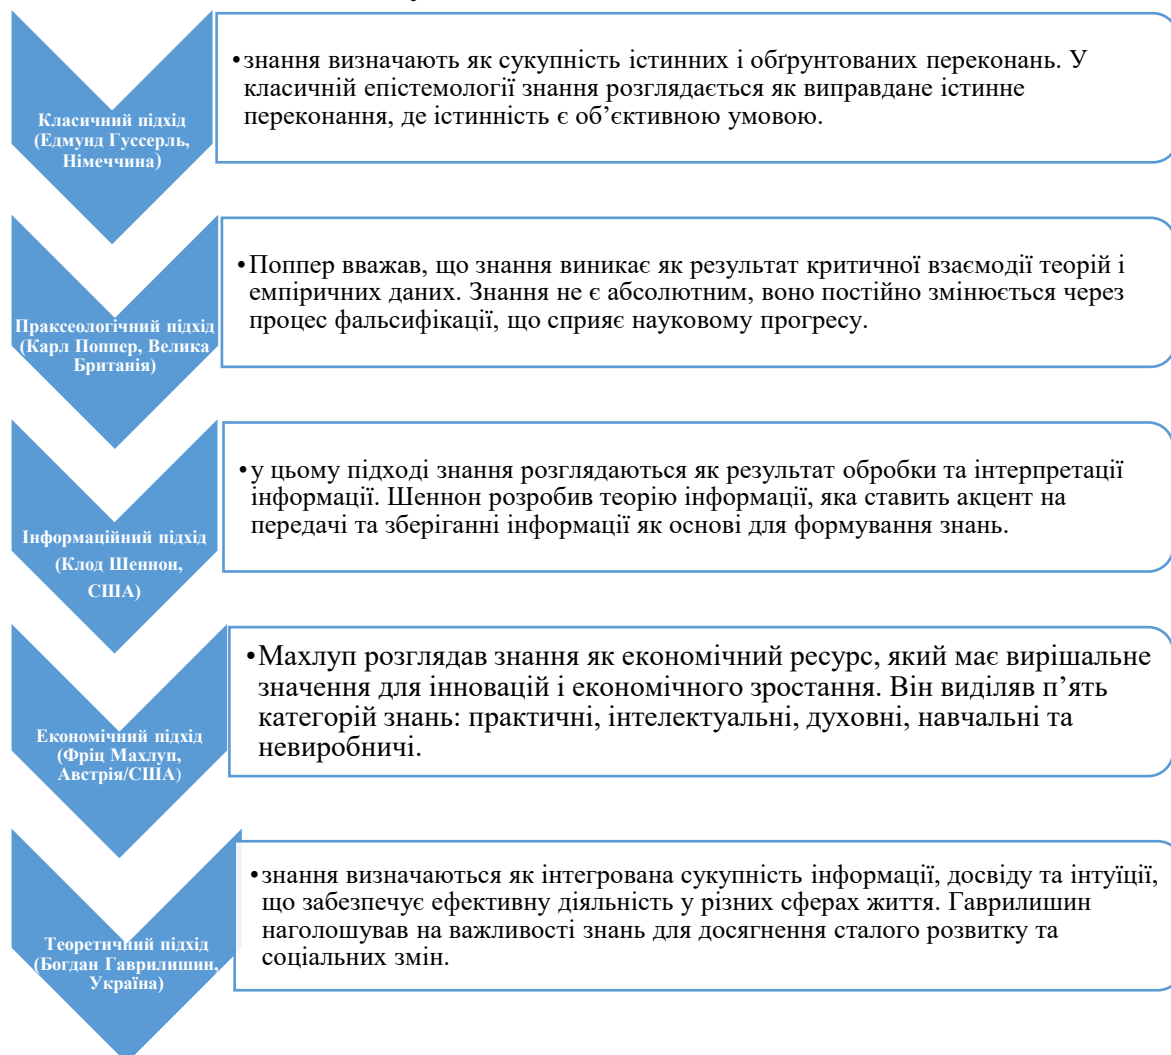 Класичний підхід
(Едмунд Гуссерль,
Німеччина)
•знання визначають як сукупність істинних і обґрунтованих переконань. У
класичній епістемології знання розглядається як виправдане істинне
переконання, де істинність є об’єктивною умовою.
Праксеологічний підхід
(Карл Поппер, Велика
Британія)
•Поппер вважав, що знання виникає як результат критичної взаємодії теорій і
емпіричних даних. Знання не є абсолютним, воно постійно змінюється через
процес фальсифікації, що сприяє науковому прогресу.
Інформаційний підхід
(Клод Шеннон,
США)
•у цьому підході знання розглядаються як результат обробки та інтерпретації
інформації. Шеннон розробив теорію інформації, яка ставить акцент на
передачі та зберіганні інформації як основі для формування знань.
Економічний підхід
(Фріц Махлуп,
Австрія/США)
•Махлуп розглядав знання як економічний ресурс, який має вирішальне
значення для інновацій і економічного зростання. Він виділяв п’ять
категорій знань: практичні, інтелектуальні, духовні, навчальні та
невиробничі.
Теоретичний підхід
(Богдан Гаврилишин,
Україна)
•знання визначаються як інтегрована сукупність інформації, досвіду та інтуїції,
що забезпечує ефективну діяльність у різних сферах життя. Гаврилишин
наголошував на важливості знань для досягнення сталого розвитку та
соціальних змін.